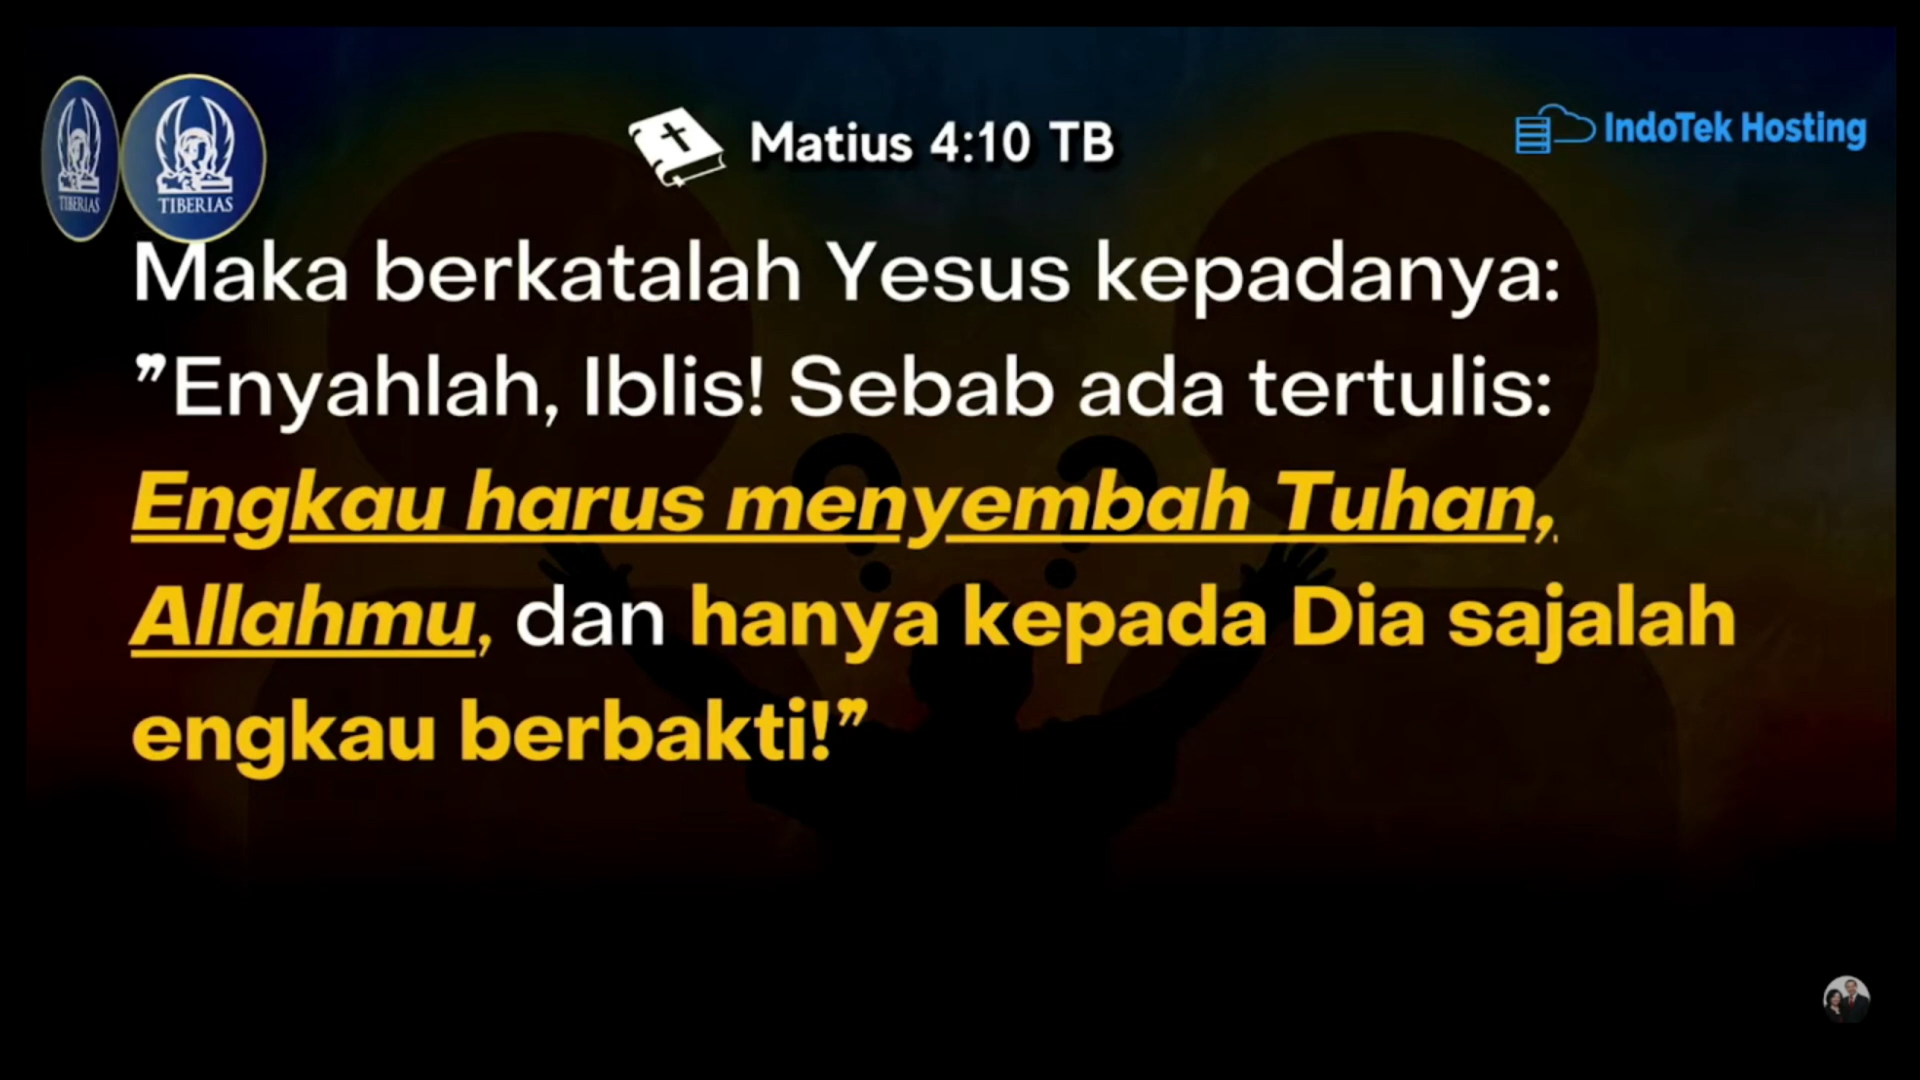 TIBERIAS
TIBERIAS
Matius 4:10 TB
IndoTek Hosting
Maka berkatalah Yesus kepadanya:
”Enyahlah, Iblis! Sebab ada tertulis:
Engkau harus menyembah Tuhan,
Allahmu, dan hanya kepada Dia sajalah
engkau berbakti!”